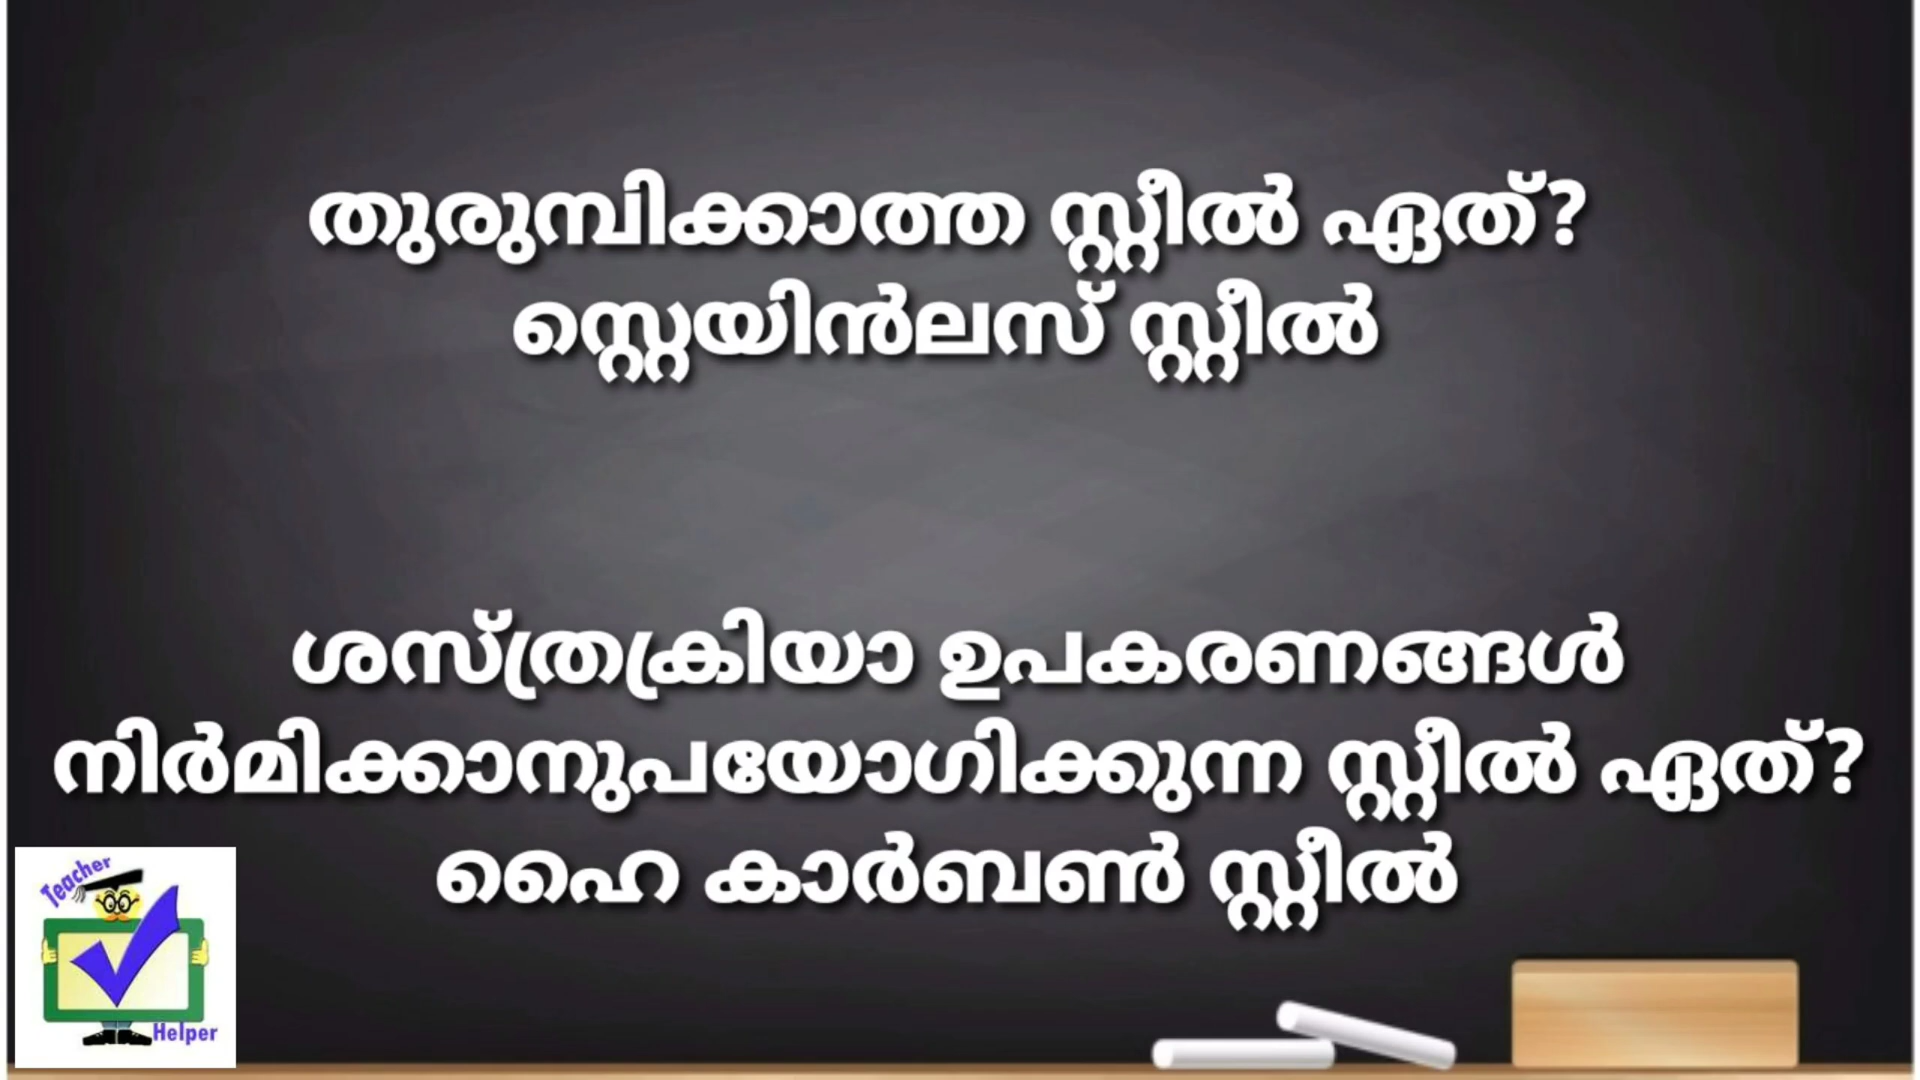 തുരുമ്പിക്കാത്ത സ്റ്റീൽ ഏത്?
സ്റ്റെയിൻലസ് സ്റ്റീൽ
ശസ്ത്രക്രിയാ ഉപകരണങ്ങൾ
നിർമിക്കാനുപയോഗിക്കുന്ന സ്റ്റീൽ ഏത്?
ഹൈ കാർബൺ സ്റ്റീൽ
Teacher
Helper